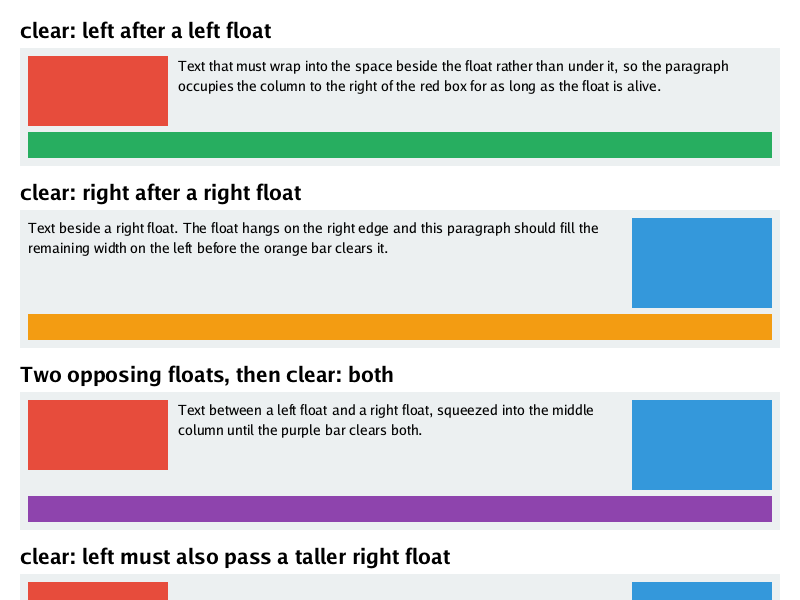 clear: left after a left float
Text that must wrap into the space beside the float rather than under it, so the paragraph
occupies the column to the right of the red box for as long as the float is alive.
clear: right after a right float
Text beside a right float. The float hangs on the right edge and this paragraph should fill the
remaining width on the left before the orange bar clears it.
Two opposing floats, then clear: both
Text between a left float and a right float, squeezed into the middle
column until the purple bar clears both.
clear: left must also pass a taller right float